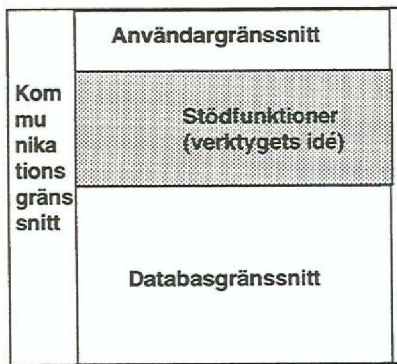 Användargränssnitt
Kom
mu
nika
tions
gräns
snitt
Stödfunktioner
(verktygets idé)
Databasgränssnitt